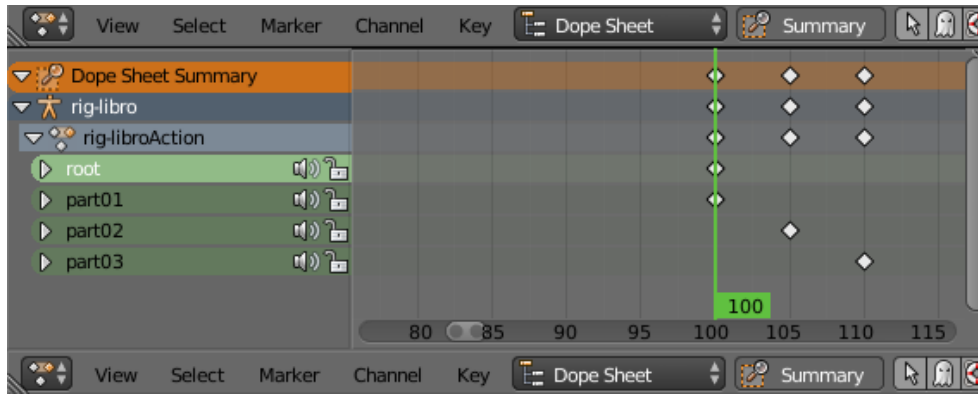 View Select Marker Channel Key Dope Sheet Summary
Dope Sheet Summary
rig-libro
rig-libroAction
root
part01
part02
part03
100
80 85 90 95 100 105 110 115
View Select Marker Channel Key Dope Sheet Summary